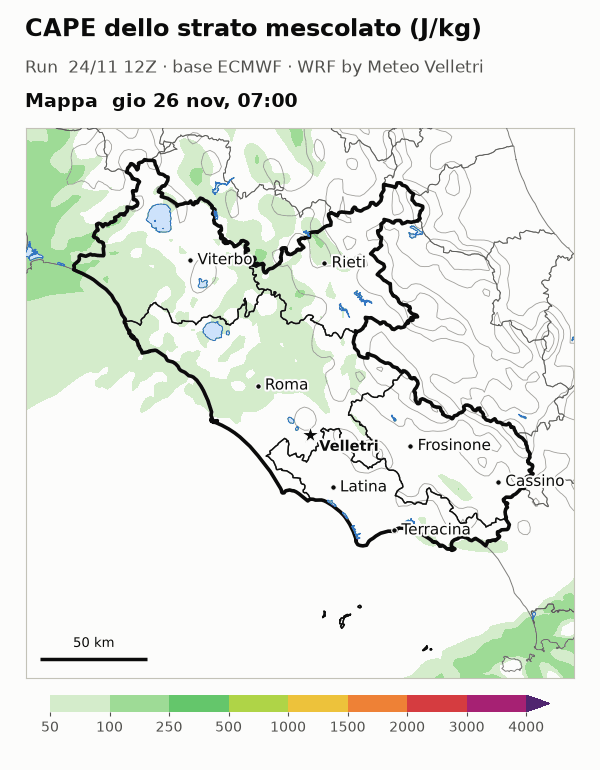 CAPE dello strato mescolato (J/kg)
Run  24/11 12Z · base ECMWF · WRF by Meteo Velletri
Mappa  gio 26 nov, 07:00
Viterbo
Rieti
Roma
Velletri
Frosinone
Latina
Cassino
Terracina
50 km
50 100 250 500 1000 1500 2000 3000 4000